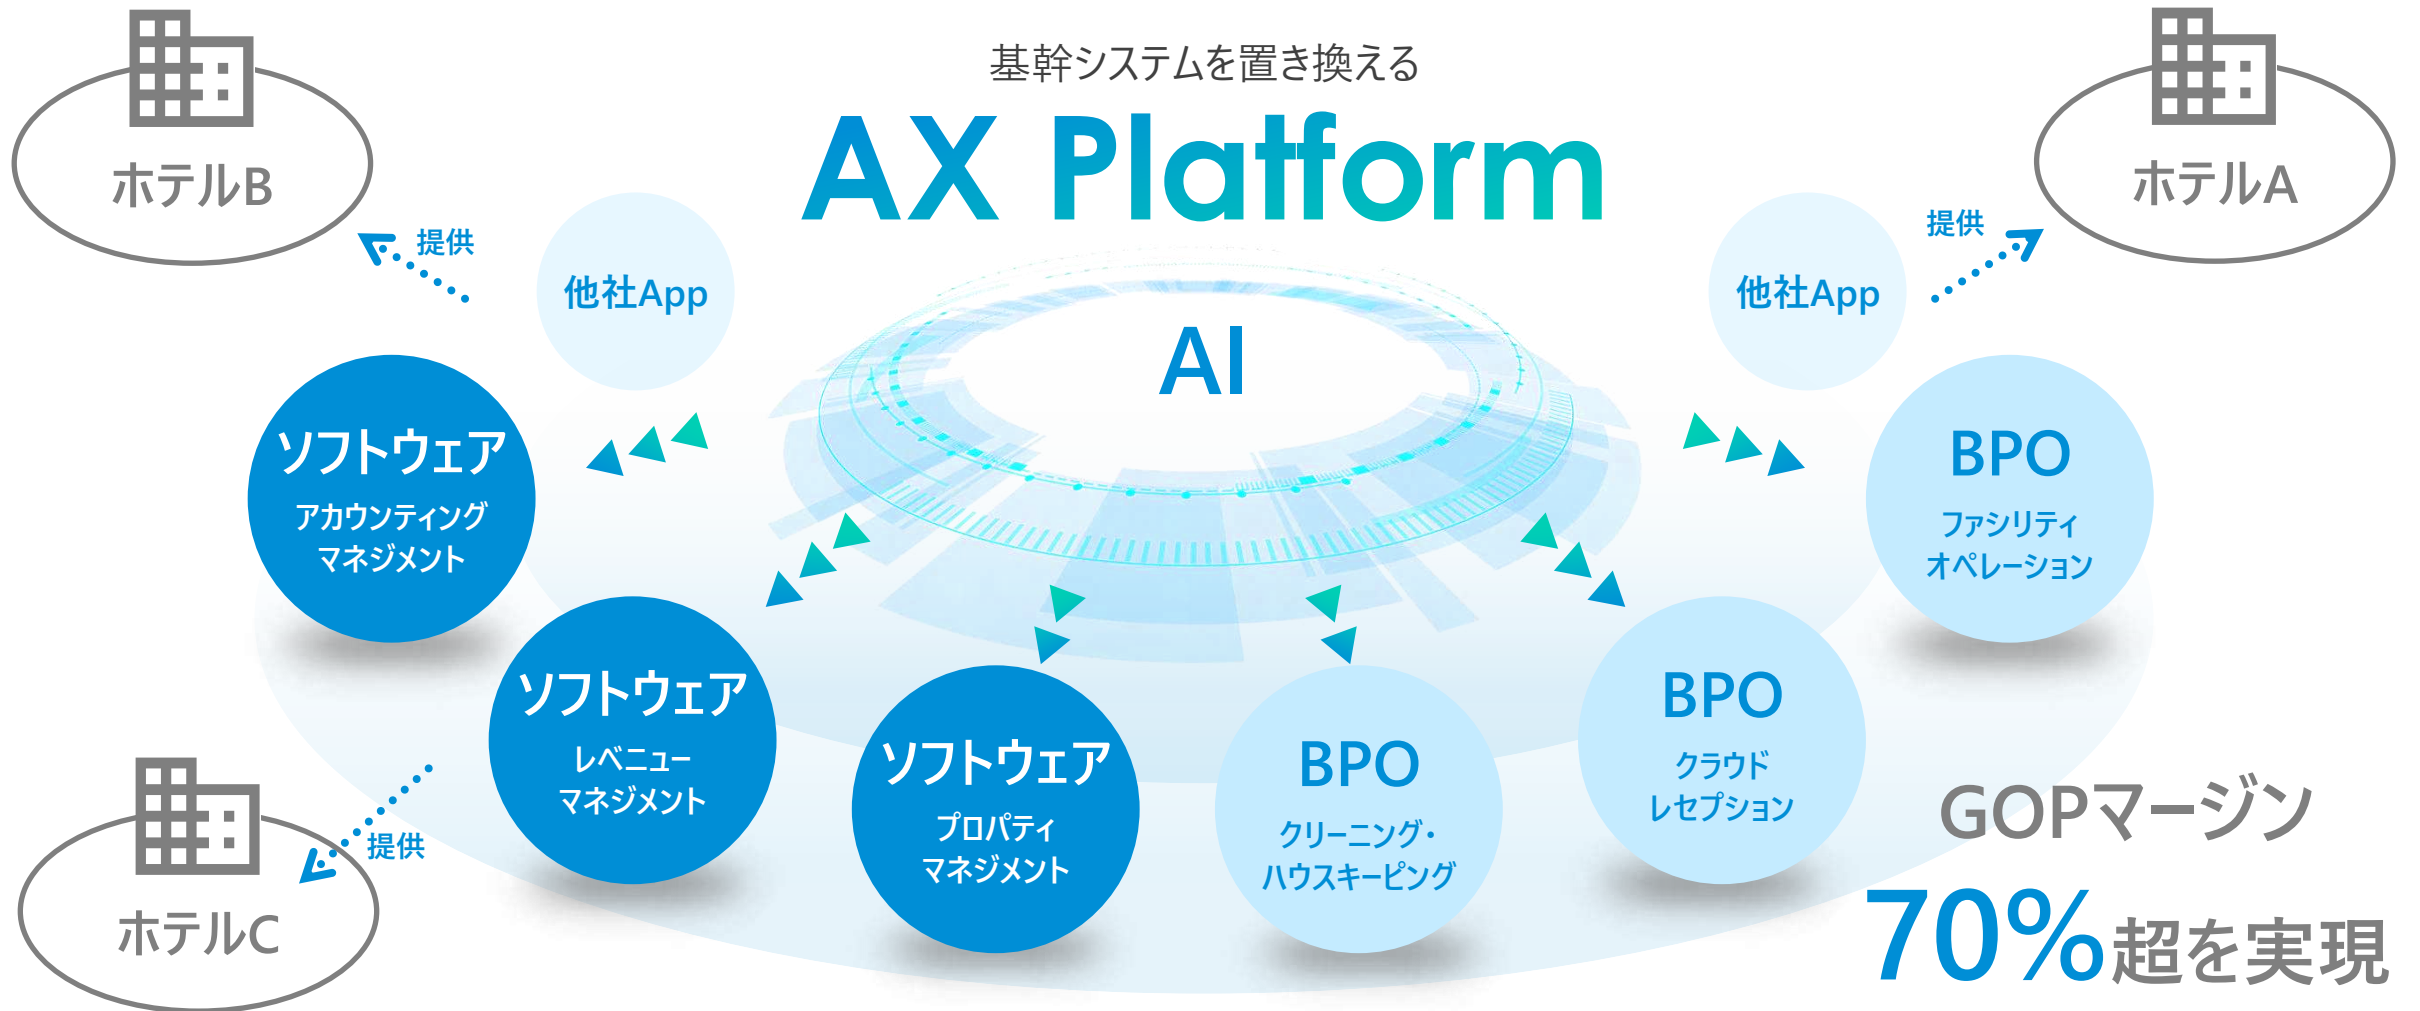 基幹システムを置き換える
AX Platform
ホテルB
ホテルA
提供
提供
他社App
他社App
AI
ソフトウェア
アカウンティング
マネジメント
BPO
ファシリティ
オペレーション
ソフトウェア
レベニュー
マネジメント
BPO
クラウド
レセプション
ソフトウェア
プロパティ
マネジメント
BPO
クリーニング・
ハウスキーピング
提供
ホテルC
GOPマージン
70%超を実現